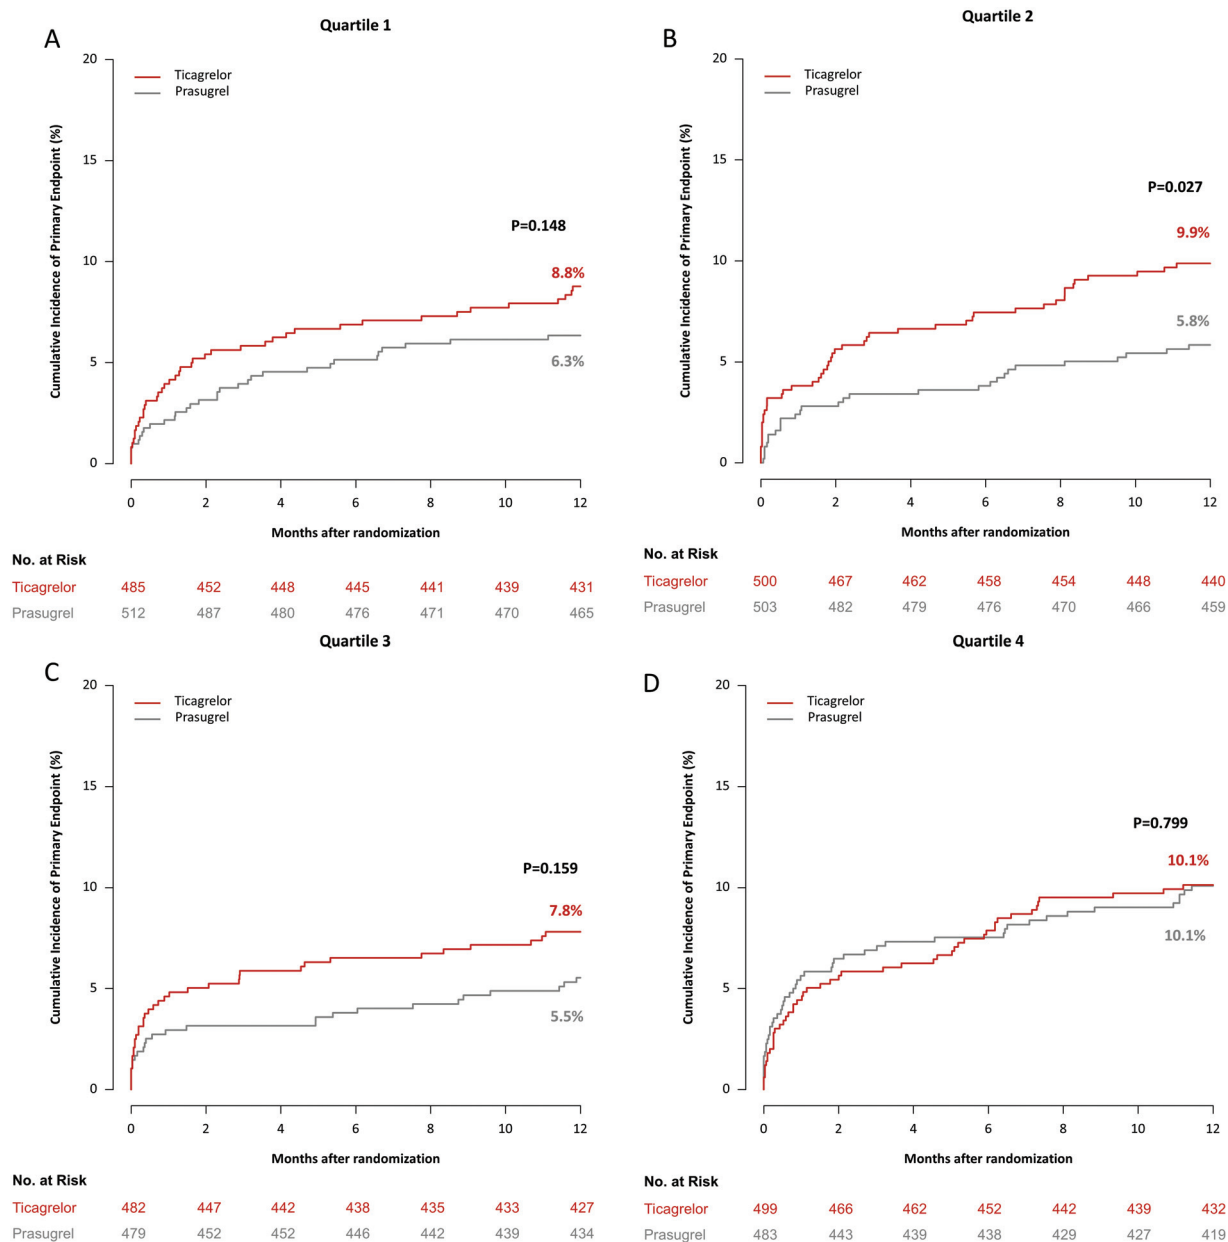 A
Quartile 1
Cumulative Incidence of Primary Endpoint (%)
20
15
10
5
0
Ticagrelor
Prasugrel
P=0.148
8.8%
6.3%
0 2 4 6 8 10 12
Months after randomization
No. at Risk
Ticagrelor 485 452 448 445 441 439 431
Prasugrel 512 487 480 476 471 470 465
B
Quartile 2
Cumulative Incidence of Primary Endpoint (%)
20
15
10
5
0
Ticagrelor
Prasugrel
P=0.027
9.9%
5.8%
0 2 4 6 8 10 12
Months after randomization
No. at Risk
Ticagrelor 500 467 462 458 454 448 440
Prasugrel 503 482 479 476 470 466 459
C
Quartile 3
Cumulative Incidence of Primary Endpoint (%)
20
15
10
5
0
Ticagrelor
Prasugrel
P=0.159
7.8%
5.5%
0 2 4 6 8 10 12
Months after randomization
No. at Risk
Ticagrelor 482 447 442 438 435 433 427
Prasugrel 479 452 452 446 442 439 434
D
Quartile 4
Cumulative Incidence of Primary Endpoint (%)
20
15
10
5
0
Ticagrelor
Prasugrel
P=0.799
10.1%
10.1%
0 2 4 6 8 10 12
Months after randomization
No. at Risk
Ticagrelor 499 466 462 452 442 439 432
Prasugrel 483 443 439 438 429 427 419